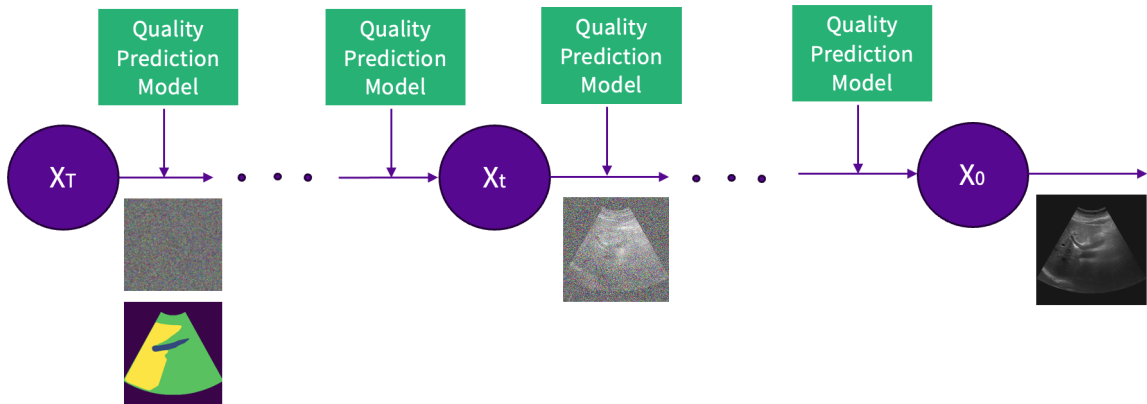 Quality
Prediction
Model
Quality
Prediction
Model
Quality
Prediction
Model
Quality
Prediction
Model
XT
Xt
X0